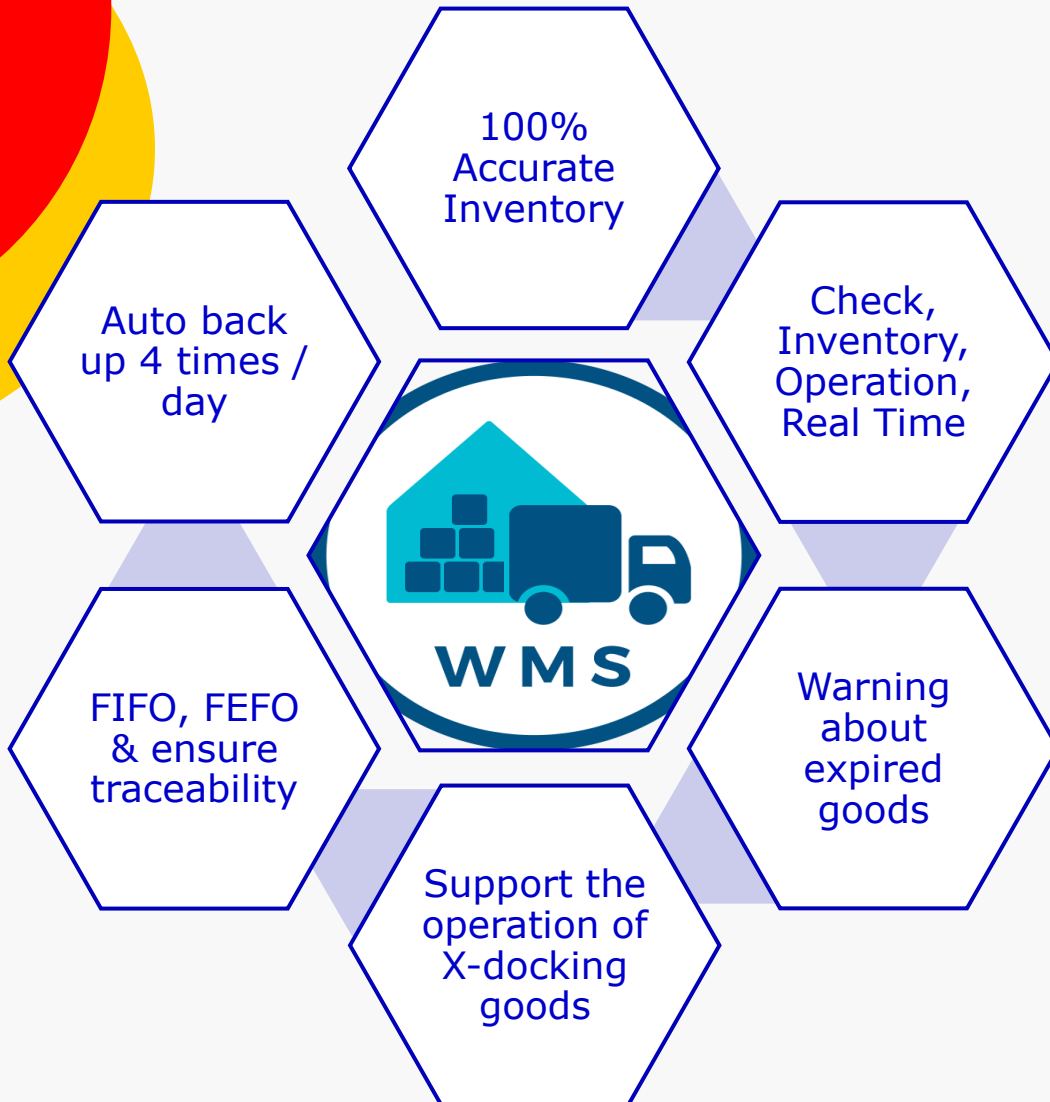 100%
Accurate
Inventory
Check,
Inventory,
Operation,
Real Time
Warning
about
expired
goods
Support the
operation of
X-docking
goods
FIFO, FEFO
& ensure
traceability
Auto back
up 4 times /
day
WMS